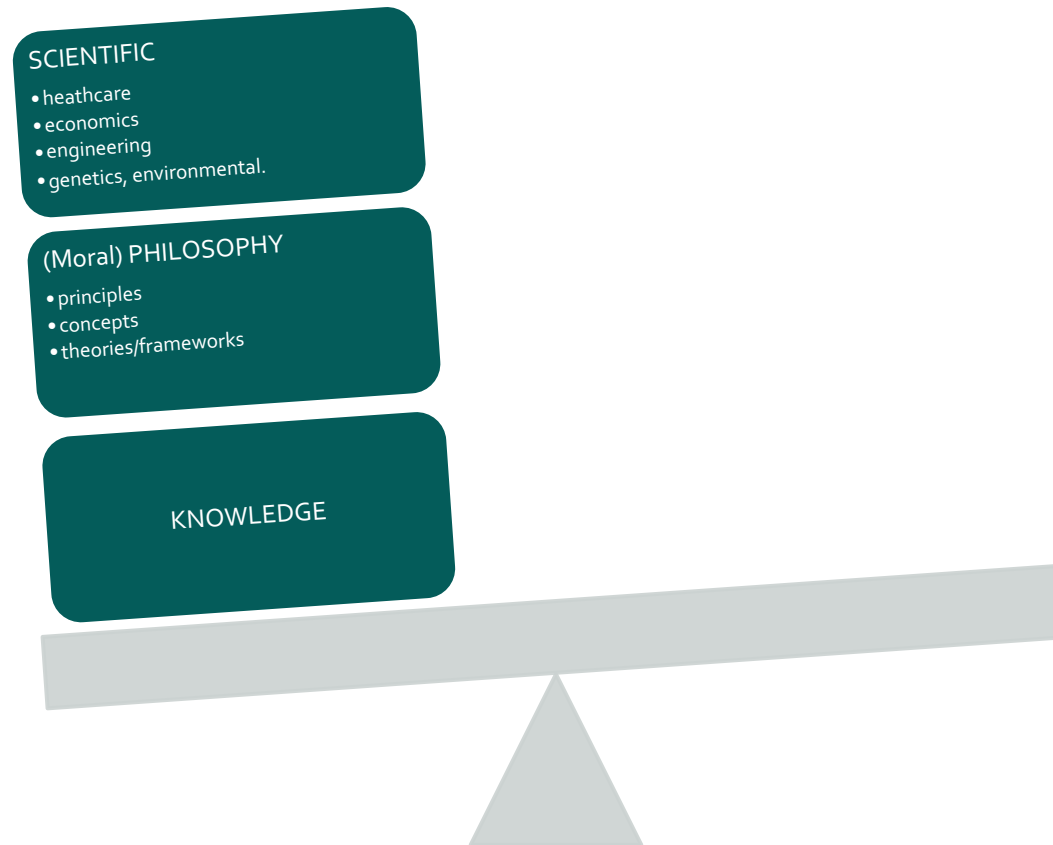 SCIENTIFIC
•heathcare
•economics
•engineering
•genetics, environmental.
(Moral) PHILOSOPHY
•principles
•concepts
•theories/frameworks
KNOWLEDGE